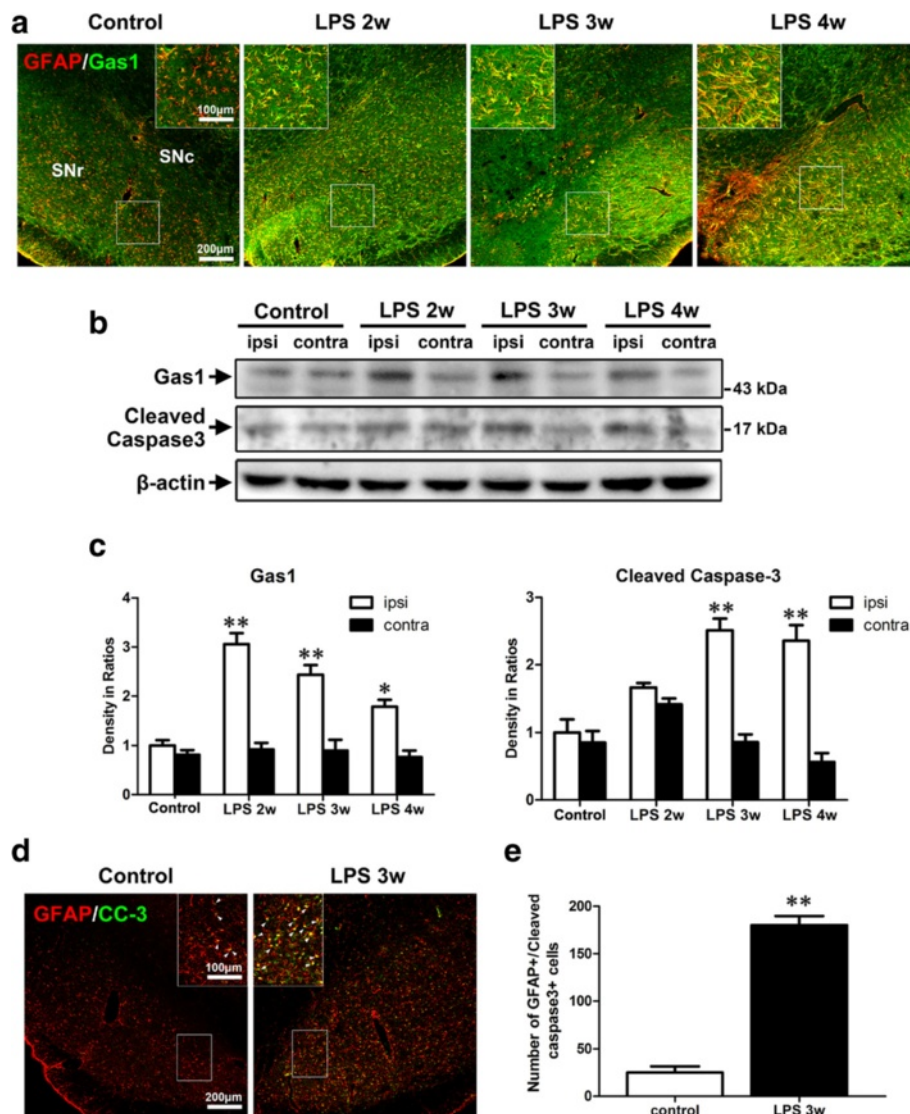 a
Control LPS 2w LPS 3w LPS 4w
GFAP/Gas1
100µm
SNc
SNr
200µm
b
Control LPS 2w LPS 3w LPS 4w
ipsi contra ipsi contra ipsi contra ipsi contra
Gas1
43 kDa
Cleaved
Caspase3
17 kDa
β-actin
c
Gas1
Density in Ratios
0
1
2
3
4
** ** *
ipsi
contra
Control LPS 2w LPS 3w LPS 4w
Cleaved Caspase-3
Density in Ratios
0
1
2
3
** **
ipsi
contra
Control LPS 2w LPS 3w LPS 4w
d
Control LPS 3w
GFAP/CC-3
100µm
200µm
e
Number of GFAP+/Cleaved
caspase3+ cells
0
50
100
150
200
**
control LPS 3w